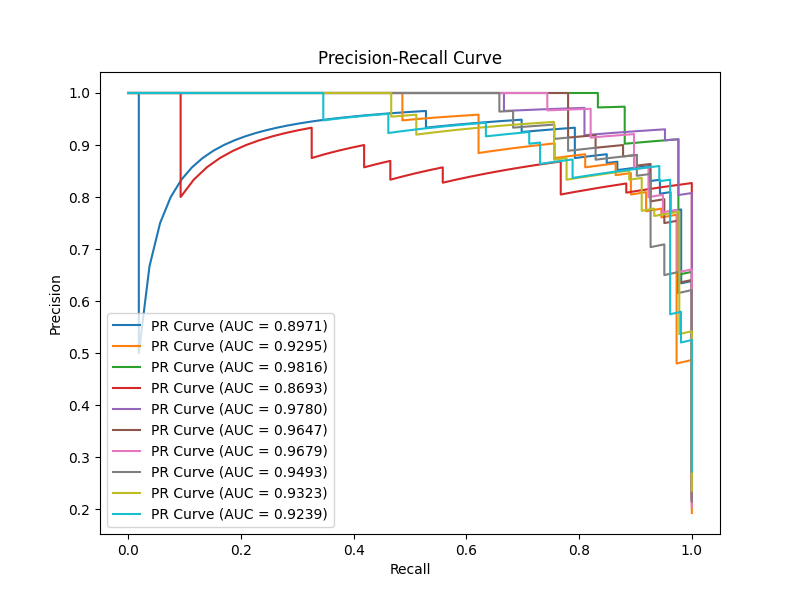 Precision-Recall Curve
Precision
1.0
0.9
0.8
0.7
0.6
0.5
0.4
0.3
0.2
PR Curve (AUC = 0.8971)
PR Curve (AUC = 0.9295)
PR Curve (AUC = 0.9816)
PR Curve (AUC = 0.8693)
PR Curve (AUC = 0.9780)
PR Curve (AUC = 0.9647)
PR Curve (AUC = 0.9679)
PR Curve (AUC = 0.9493)
PR Curve (AUC = 0.9323)
PR Curve (AUC = 0.9239)
0.0 0.2 0.4 0.6 0.8 1.0
Recall